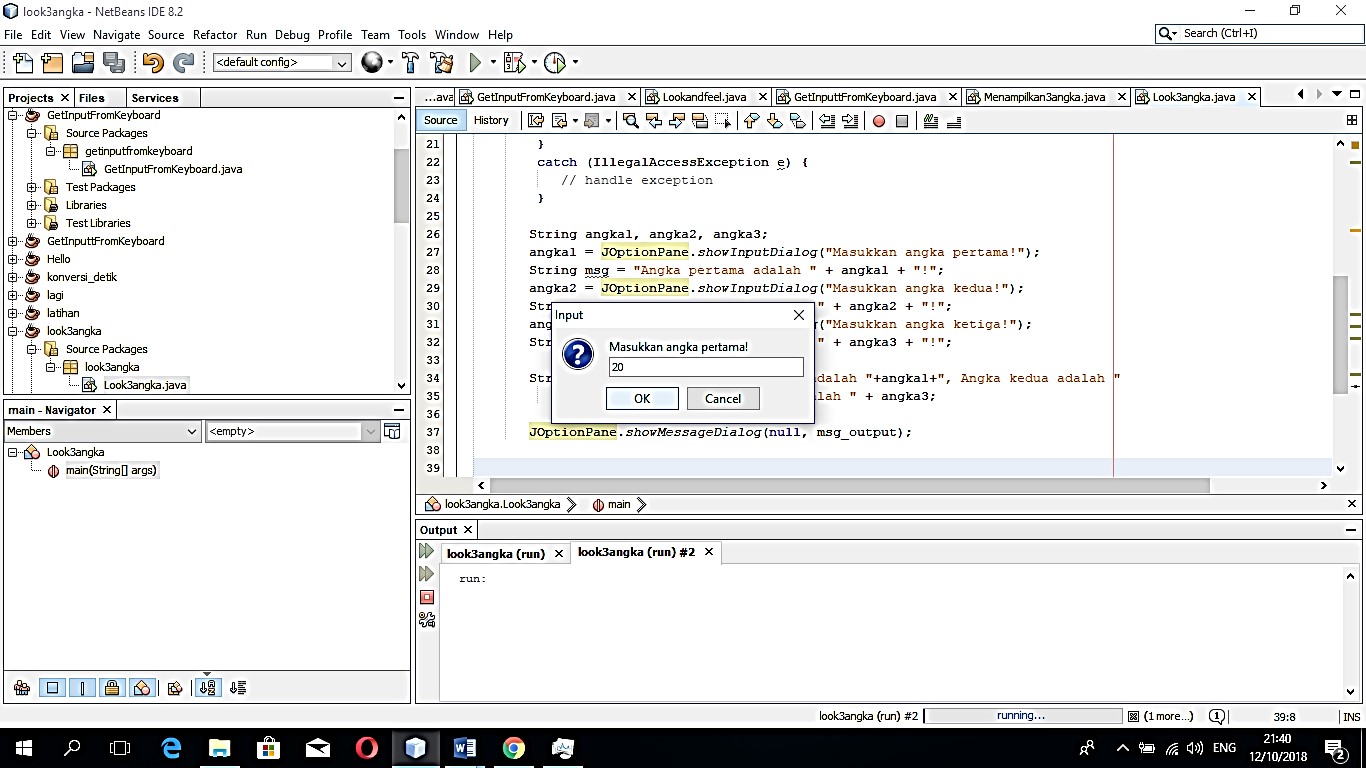 look3angka - NetBeans IDE 8.2
File Edit View Navigate Source Refactor Run Debug Profile Team Tools Window Help
Search (Ctrl+I)
<default config>
Projects Files Services
...ava GetInputFromKeyboard.java Lookandfeel.java GetInputtFromKeyboard.java Menampilkan3angka.java Look3angka.java
Source History
GetInputFromKeyboard
Source Packages
getinputfromkeyboard
GetInputFromKeyboard.java
Test Packages
Libraries
Test Libraries
GetInputtFromKeyboard
Hello
konversi_detik
lagi
latihan
look3angka
Source Packages
look3angka
Look3angka.java
main - Navigator
Members <empty>
Look3angka
main(String[] args)
21 }
22 catch (IllegalAccessException e) {
23 // handle exception
24 }
25
26 String angka1, angka2, angka3;
27 angka1 = JOptionPane.showInputDialog("Masukkan angka pertama!");
28 String msg = "Angka pertama adalah " + angka1 + "!";
29 angka2 = JOptionPane.showInputDialog("Masukkan angka kedua!");
30 Str " + angka2 + "!";
31 ang ("Masukkan angka ketiga!");
32 Str " + angka3 + "!";
33
34 Str dalah "+angka1+", Angka kedua adalah "
35 lah " + angka3;
36
37 JOptionPane.showMessageDialog(null, msg_output);
38
39
Input
Masukkan angka pertama!
20
OK Cancel
look3angka.Look3angka main
Output
look3angka (run) look3angka (run) #2
run:
look3angka (run) #2 running... (1 more...) 1 39:8 INS
ENG
21:40
12/10/2018
2